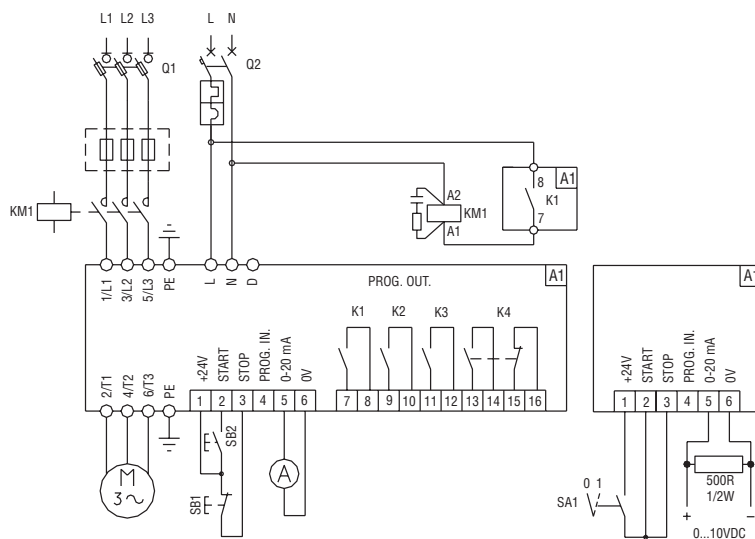 L1 L2 L3
L N
Q1
Q2
KM1
A2
KM1
A1
8
A1
K1
7
1/L1
3/L2
5/L3
PE
L
N
D
PROG. OUT.
A1
K1 K2 K3 K4
2/T1
4/T2
6/T3
PE
+24V
START
STOP
PROG. IN.
0-20 mA
0V
1 2 3 4 5 6
7 8 9 10 11 12 13 14 15 16
SB2
SB1
A
M
3
A1
+24V
START
STOP
PROG. IN.
0-20 mA
0V
1 2 3 4 5 6
0 1
SA1
500R
1/2W
+ –
0...10VDC